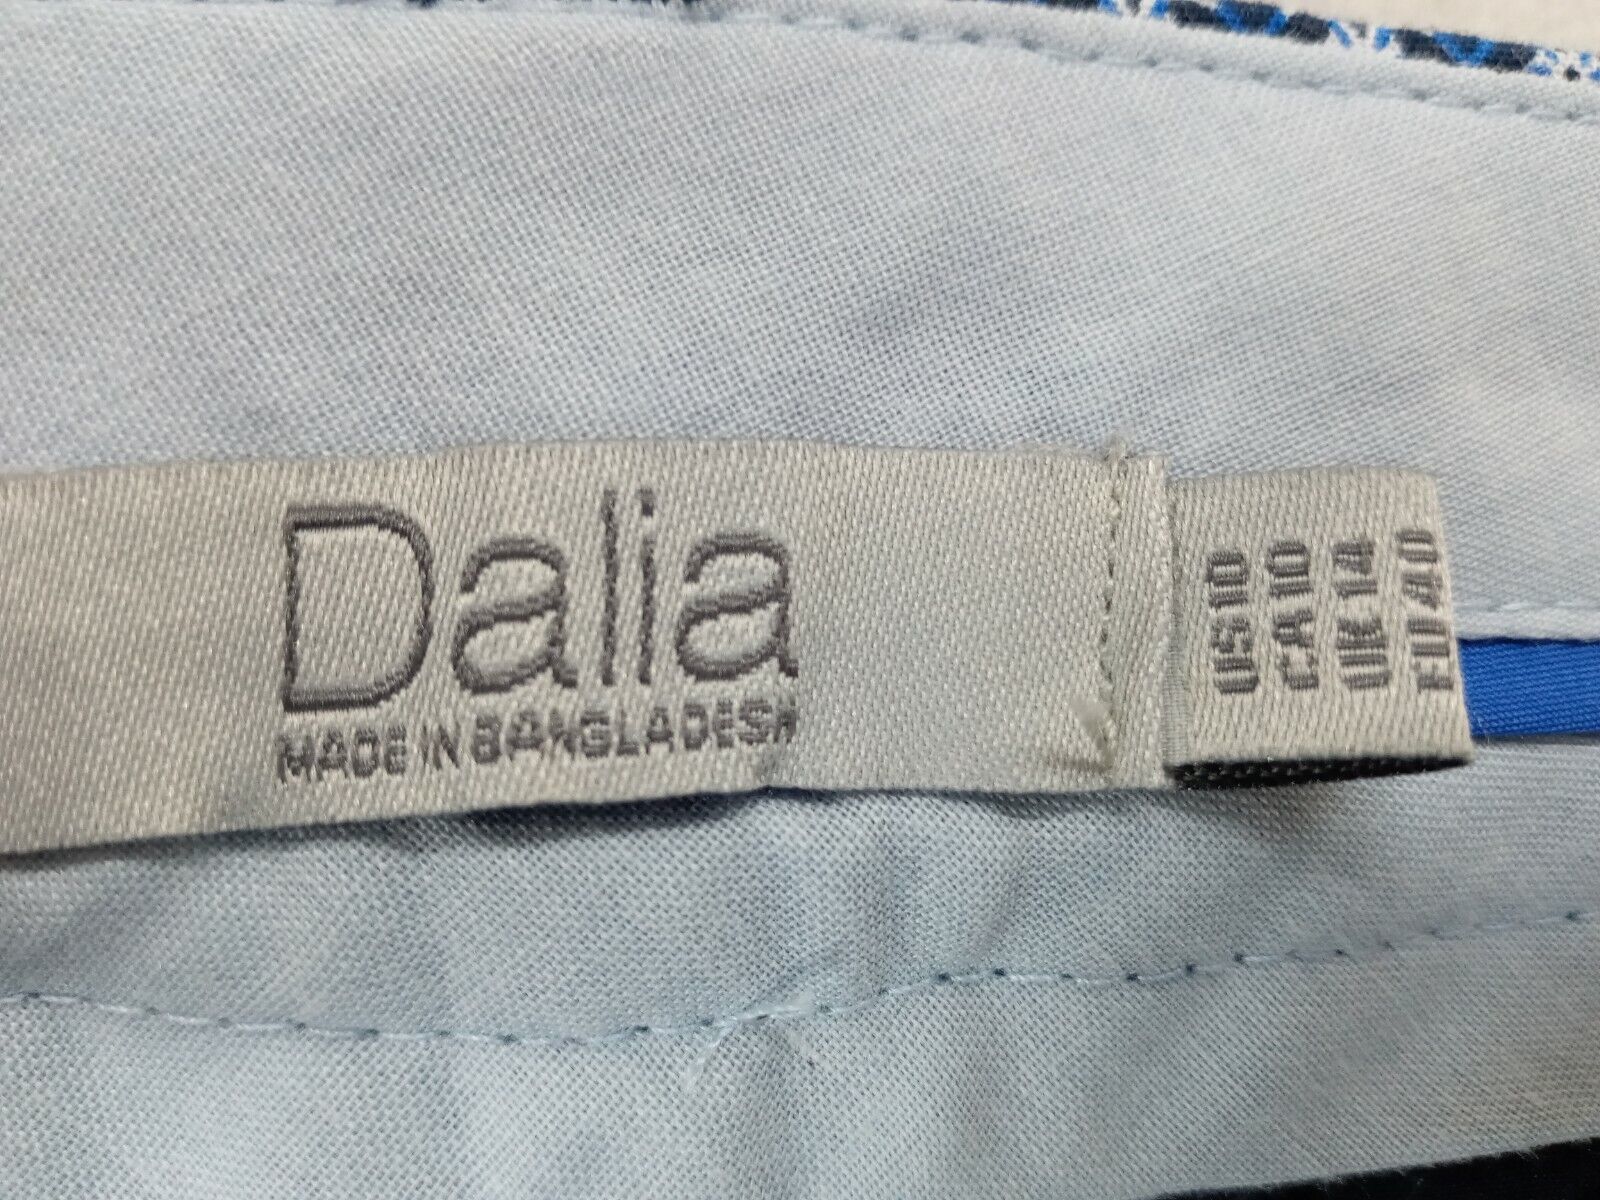 Dalia
MADE IN BANGLADESH
US 10
CA 10
UK 14
EU 40